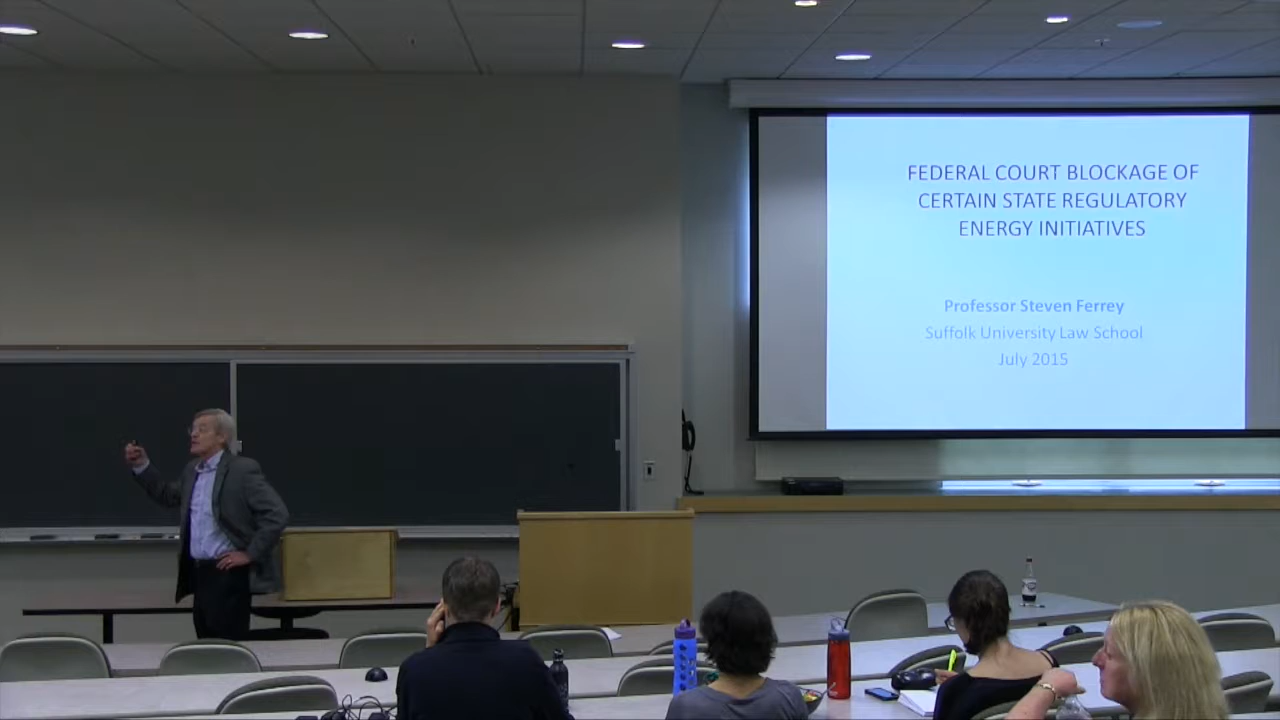 FEDERAL COURT BLOCKAGE OF
CERTAIN STATE REGULATORY
ENERGY INITIATIVES
Professor Steven Ferrey
Suffolk University Law School
July 2015